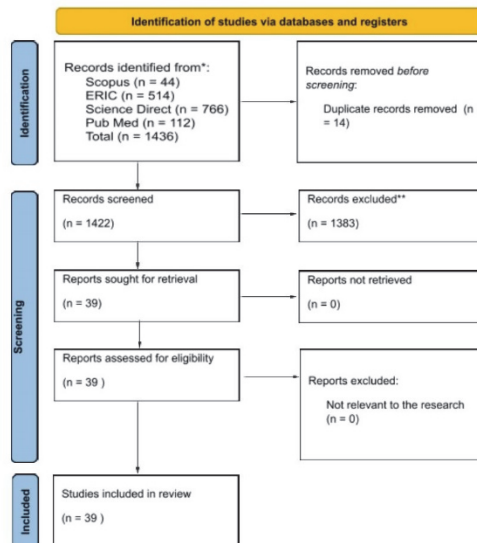 Identification of studies via databases and registers
Identification
Records identified from*:
Scopus (n = 44)
ERIC (n = 514)
Science Direct (n = 766)
Pub Med (n = 112)
Total (n = 1436)
Records removed before
screening:
Duplicate records removed (n
= 14)
Screening
Records screened
(n = 1422)
Records excluded**
(n = 1383)
Reports sought for retrieval
(n = 39)
Reports not retrieved
(n = 0)
Reports assessed for eligibility
(n = 39 )
Reports excluded:
Not relevant to the research
(n = 0)
Included
Studies included in review
(n = 39 )